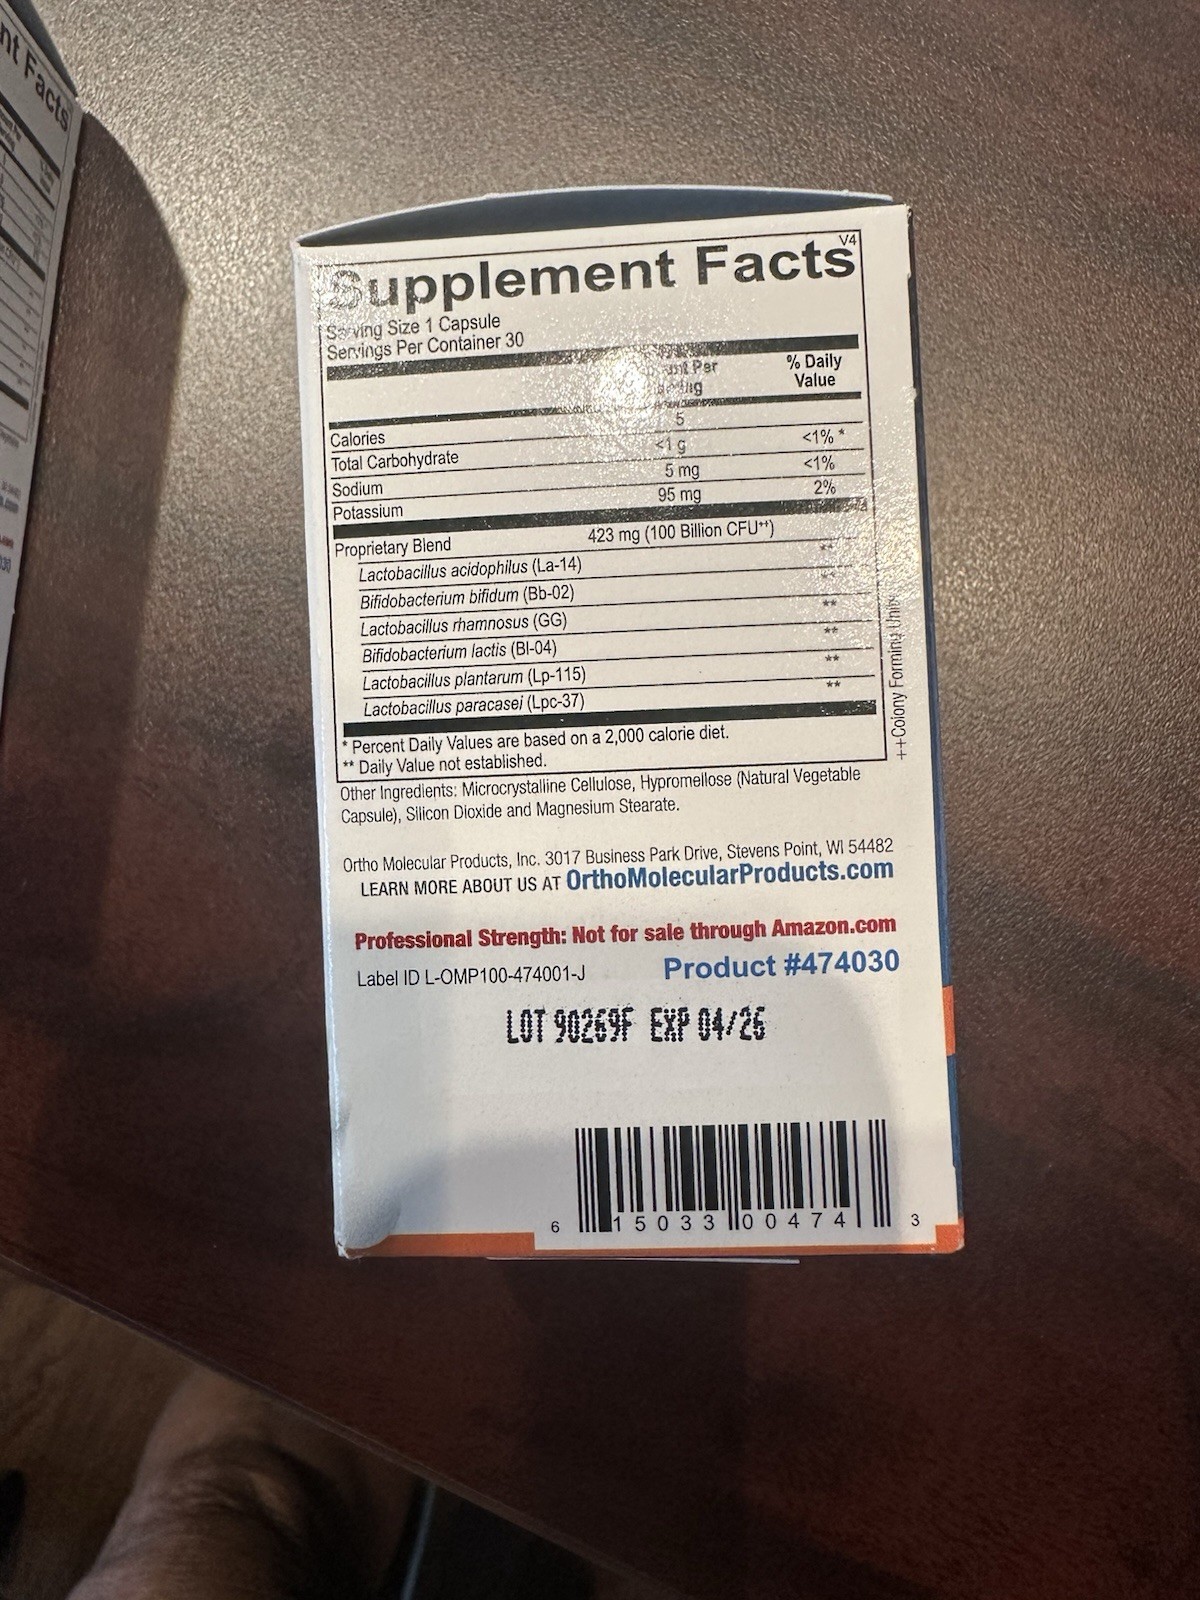 nt Facts
Supplement Facts
V4
Serving Size 1 Capsule
Servings Per Container 30
% Daily
Value
Calories 5
Total Carbohydrate <1 g <1% *
Sodium 5 mg <1%
Potassium 95 mg 2%
Proprietary Blend 423 mg (100 Billion CFU⁺⁺)
Lactobacillus acidophilus (La-14) **
Bifidobacterium bifidum (Bb-02) **
Lactobacillus rhamnosus (GG) **
Bifidobacterium lactis (BI-04) **
Lactobacillus plantarum (Lp-115) **
Lactobacillus paracasei (Lpc-37) **
* Percent Daily Values are based on a 2,000 calorie diet.
** Daily Value not established.
++Colony Forming Units
Other Ingredients: Microcrystalline Cellulose, Hypromellose (Natural Vegetable
Capsule), Silicon Dioxide and Magnesium Stearate.
Ortho Molecular Products, Inc. 3017 Business Park Drive, Stevens Point, WI 54482
LEARN MORE ABOUT US AT OrthoMolecularProducts.com
Professional Strength: Not for sale through Amazon.com
Label ID L-OMP100-474001-J Product #474030
LOT 90269F EXP 04/26
6 15033 00474 3